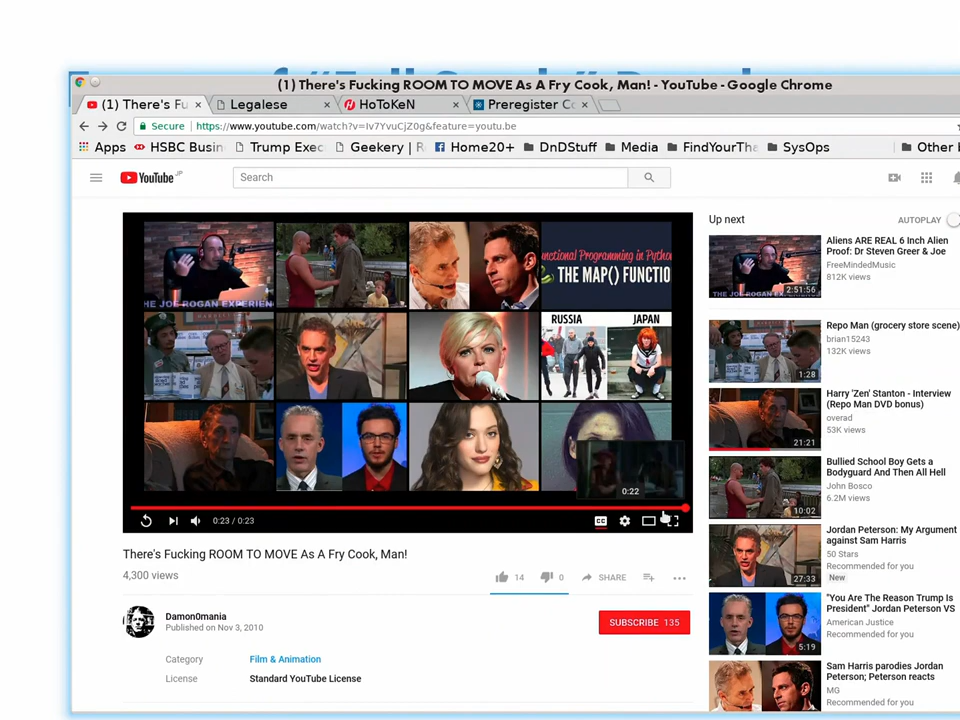 (1) There's Fucking ROOM TO MOVE As A Fry Cook, Man! - YouTube - Google Chrome
(1) There's Fu × Legalese × HoToKeN × Preregister Co ×
Secure | https://www.youtube.com/watch?v=Iv7YvuCjZ0g&feature=youtu.be
Apps HSBC Busin Trump Exec Geekery | R Home20+ DnDStuff Media FindYourThe SysOps Other b
YouTube JP
Search
Up next
AUTOPLAY
THE JOE ROGAN EXPERIEN
nctional Programming in Python
THE MAP() FUNCTIO
RUSSIA JAPAN
0:22
0:23 / 0:23
CC
There's Fucking ROOM TO MOVE As A Fry Cook, Man!
4,300 views
14 0 SHARE
Damon0mania
Published on Nov 3, 2010
SUBSCRIBE 135
Category Film & Animation
License Standard YouTube License
Aliens ARE REAL 6 Inch Alien
Proof: Dr Steven Greer & Joe
FreeMindedMusic
812K views
2:51:56
Repo Man (grocery store scene)
brian15243
132K views
1:28
Harry 'Zen' Stanton - Interview
(Repo Man DVD bonus)
overad
53K views
21:21
Bullied School Boy Gets a
Bodyguard And Then All Hell
John Bosco
6.2M views
10:02
Jordan Peterson: My Argument
against Sam Harris
50 Stars
Recommended for you
New
27:33
"You Are The Reason Trump Is
President" Jordan Peterson VS
American Justice
Recommended for you
5:19
Sam Harris parodies Jordan
Peterson; Peterson reacts
MG
Recommended for you